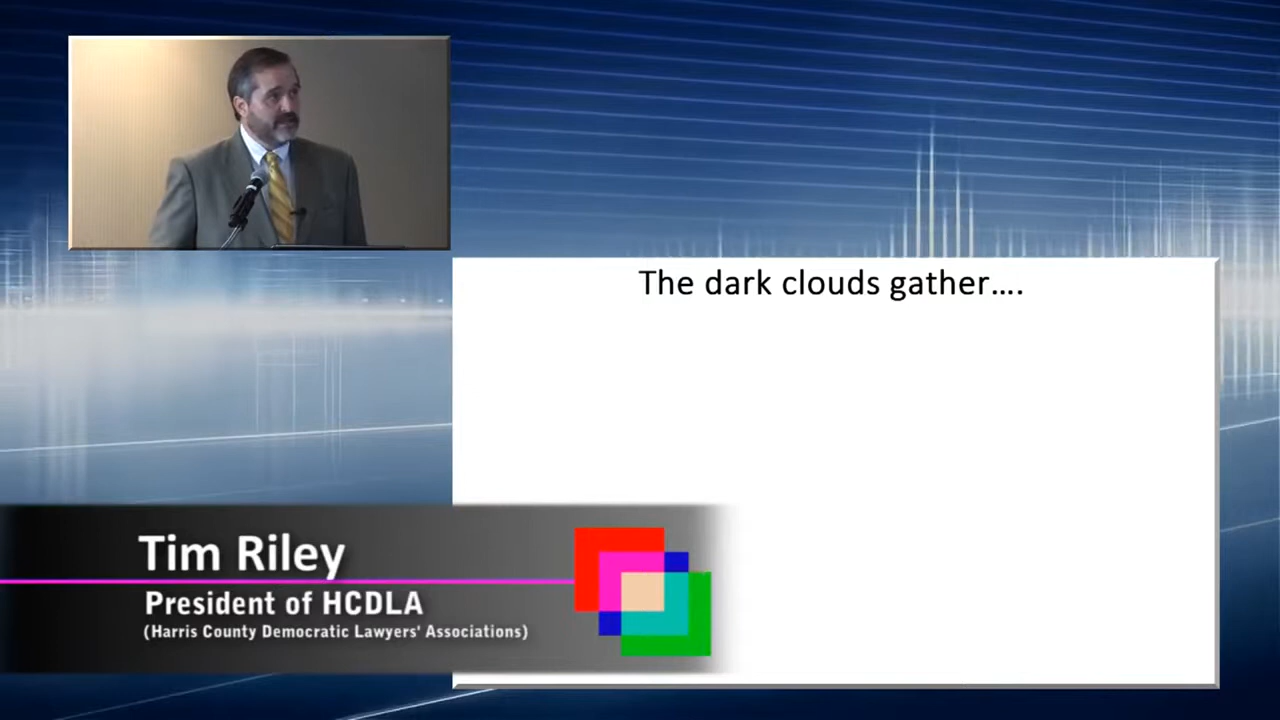 The dark clouds gather….
Tim Riley
President of HCDLA
(Harris County Democratic Lawyers' Associations)